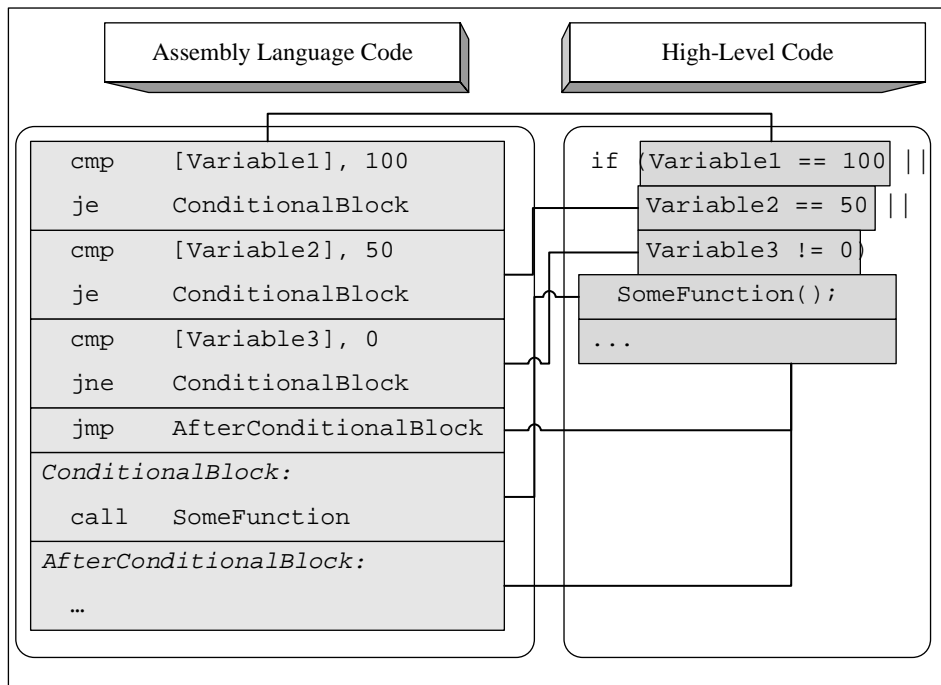 Assembly Language Code
cmp [Variable1], 100
je ConditionalBlock
cmp [Variable2], 50
je ConditionalBlock
cmp [Variable3], 0
jne ConditionalBlock
jmp AfterConditionalBlock
ConditionalBlock:
call SomeFunction
AfterConditionalBlock:
…
High-Level Code
if (Variable1 == 100 ||
Variable2 == 50 ||
Variable3 != 0)
SomeFunction();
...